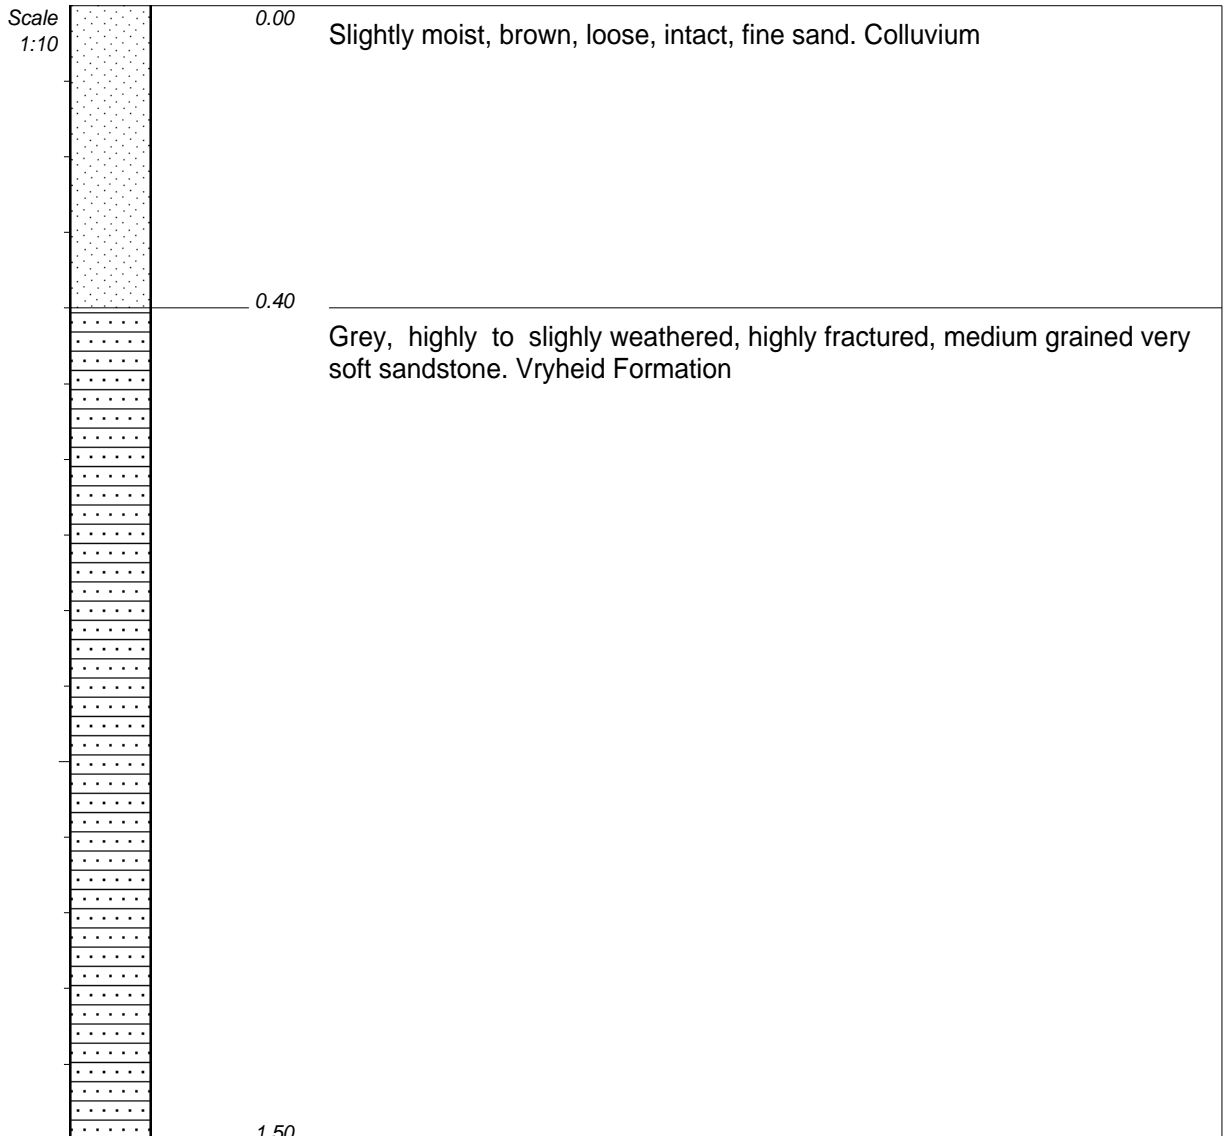 Scale
1:10
0.00
Slightly moist, brown, loose, intact, fine sand. Colluvium
0.40
Grey, highly to slighly weathered, highly fractured, medium grained very
soft sandstone. Vryheid Formation
1.50